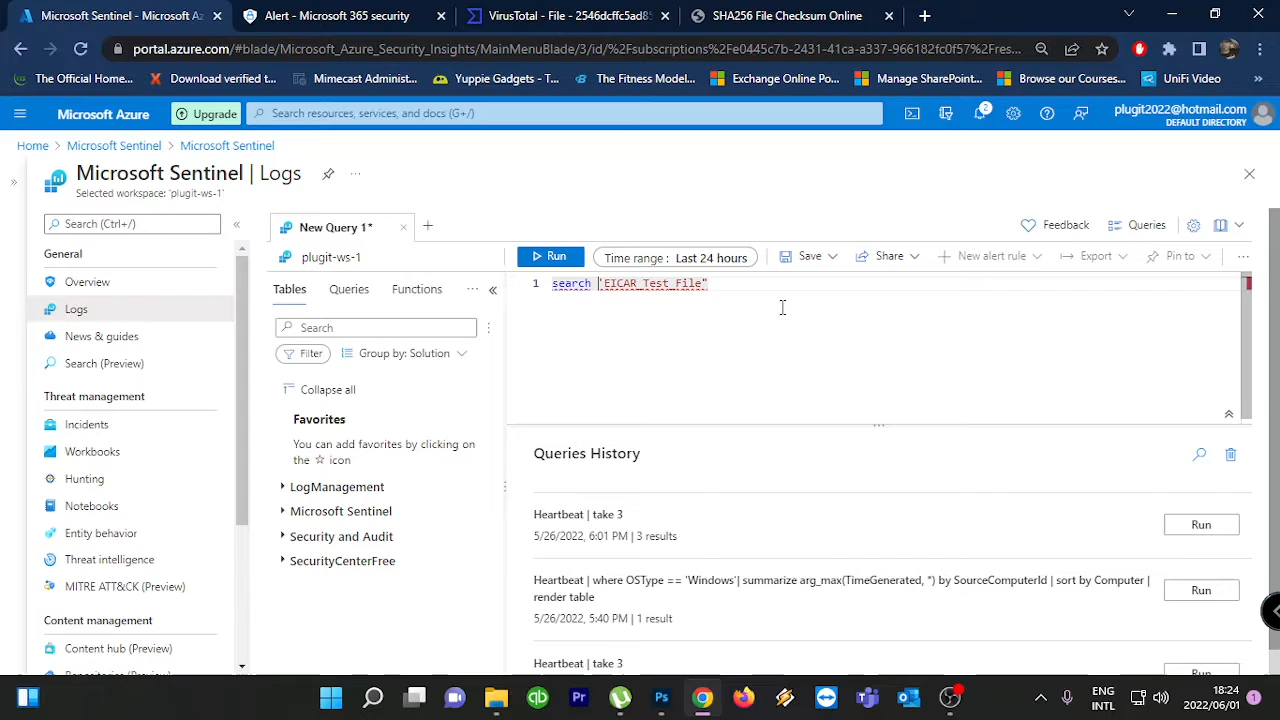 Microsoft Sentinel - Microsoft Az
Alert - Microsoft 365 security
VirusTotal - File - 2546dcffc5ad85
SHA256 File Checksum Online
portal.azure.com/#blade/Microsoft_Azure_Security_Insights/MainMenuBlade/3/id/%2Fsubscriptions%2Fe0445c7b-2431-41ca-a337-966182fc0f57%2Fres...
The Official Home...
Download verified t...
Mimecast Administ...
Yuppie Gadgets - T...
The Fitness Model...
Exchange Online Po...
Manage SharePoint...
Browse our Courses...
UniFi Video
»
Microsoft Azure
Upgrade
Search resources, services, and docs (G+/)
2
plugit2022@hotmail.com
DEFAULT DIRECTORY
Home > Microsoft Sentinel > Microsoft Sentinel
Microsoft Sentinel | Logs
Selected workspace: 'plugit-ws-1'
Search (Ctrl+/)
General
Overview
Logs
News & guides
Search (Preview)
Threat management
Incidents
Workbooks
Hunting
Notebooks
Entity behavior
Threat intelligence
MITRE ATT&CK (Preview)
Content management
Content hub (Preview)
New Query 1*
Feedback
Queries
plugit-ws-1
Run
Time range : Last 24 hours
Save
Share
New alert rule
Export
Pin to
Tables
Queries
Functions
Search
Filter
Group by: Solution
Collapse all
Favorites
You can add favorites by clicking on
the ☆ icon
LogManagement
Microsoft Sentinel
Security and Audit
SecurityCenterFree
1 search "EICAR_Test_File"
Queries History
Heartbeat | take 3
5/26/2022, 6:01 PM | 3 results
Run
Heartbeat | where OSType == 'Windows'| summarize arg_max(TimeGenerated, *) by SourceComputerId | sort by Computer |
render table
5/26/2022, 5:40 PM | 1 result
Run
Heartbeat | take 3
Run
ENG
INTL
18:24
2022/06/01
1